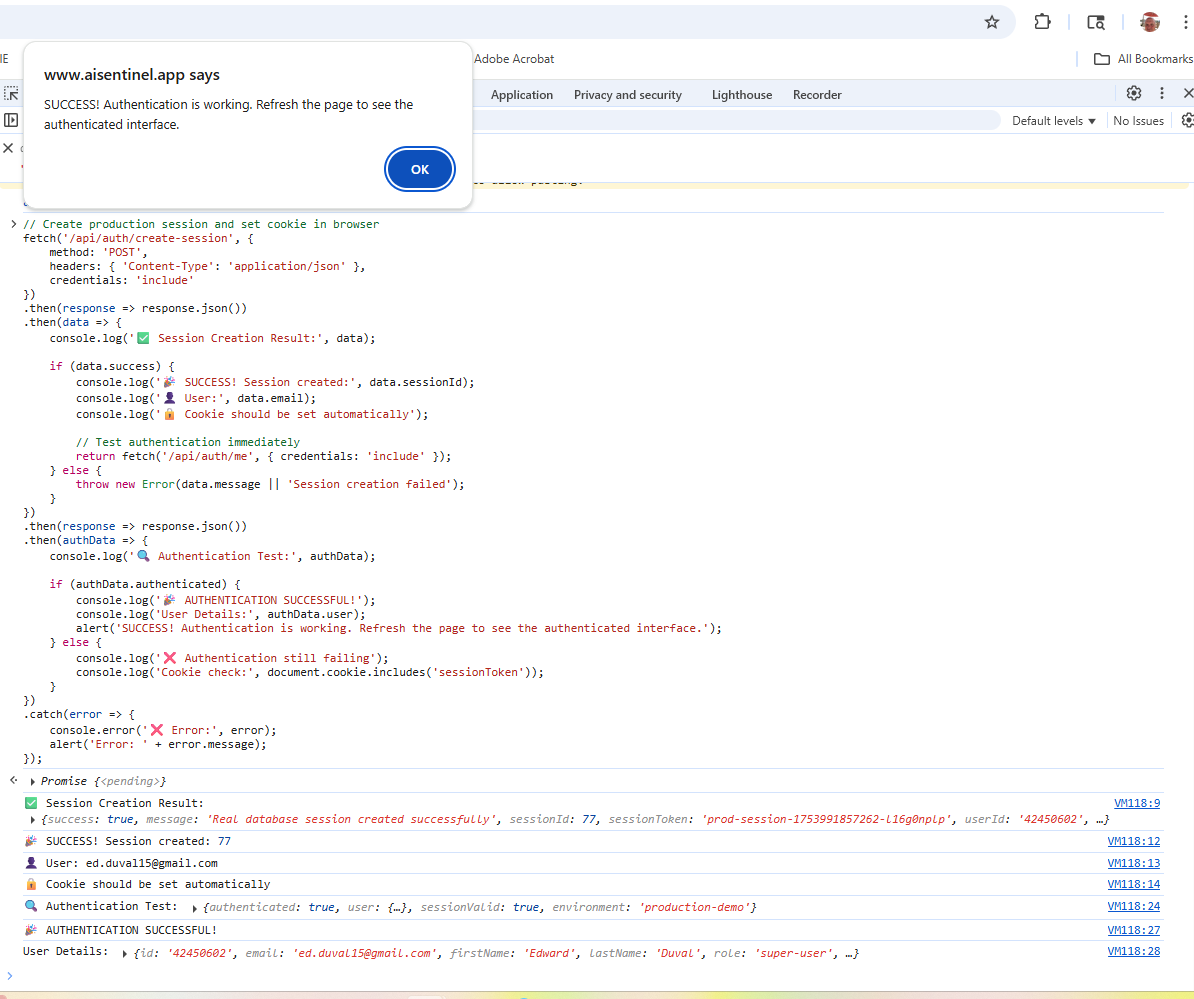 All Bookmarks
IE
Adobe Acrobat
www.aisentinel.app says
SUCCESS! Authentication is working. Refresh the page to see the
authenticated interface.
OK
Application Privacy and security Lighthouse Recorder
Default levels ▼ No Issues
// Create production session and set cookie in browser
fetch('/api/auth/create-session', {
method: 'POST',
headers: { 'Content-Type': 'application/json' },
credentials: 'include'
})
.then(response => response.json())
.then(data => {
console.log('✅ Session Creation Result:', data);
if (data.success) {
console.log('🎉 SUCCESS! Session created:', data.sessionId);
console.log('👤 User:', data.email);
console.log('🔒 Cookie should be set automatically');
// Test authentication immediately
return fetch('/api/auth/me', { credentials: 'include' });
} else {
throw new Error(data.message || 'Session creation failed');
}
})
.then(response => response.json())
.then(authData => {
console.log('🔍 Authentication Test:', authData);
if (authData.authenticated) {
console.log('🎉 AUTHENTICATION SUCCESSFUL!');
console.log('User Details:', authData.user);
alert('SUCCESS! Authentication is working. Refresh the page to see the authenticated interface.');
} else {
console.log('❌ Authentication still failing');
console.log('Cookie check:', document.cookie.includes('sessionToken'));
}
})
.catch(error => {
console.error('❌ Error:', error);
alert('Error: ' + error.message);
});
Promise {<pending>}
✅ Session Creation Result: VM118:9
{success: true, message: 'Real database session created successfully', sessionId: 77, sessionToken: 'prod-session-1753991857262-l16g0nplp', userId: '42450602', …}
🎉 SUCCESS! Session created: 77 VM118:12
👤 User: ed.duval15@gmail.com VM118:13
🔒 Cookie should be set automatically VM118:14
🔍 Authentication Test: {authenticated: true, user: {…}, sessionValid: true, environment: 'production-demo'} VM118:24
🎉 AUTHENTICATION SUCCESSFUL! VM118:27
User Details: {id: '42450602', email: 'ed.duval15@gmail.com', firstName: 'Edward', lastName: 'Duval', role: 'super-user', …} VM118:28